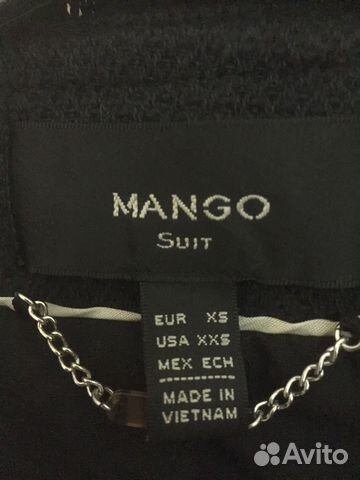 MANGO
SUIT
EUR XS
USA XXS
MEX ECH
MADE IN
VIETNAM
Avito